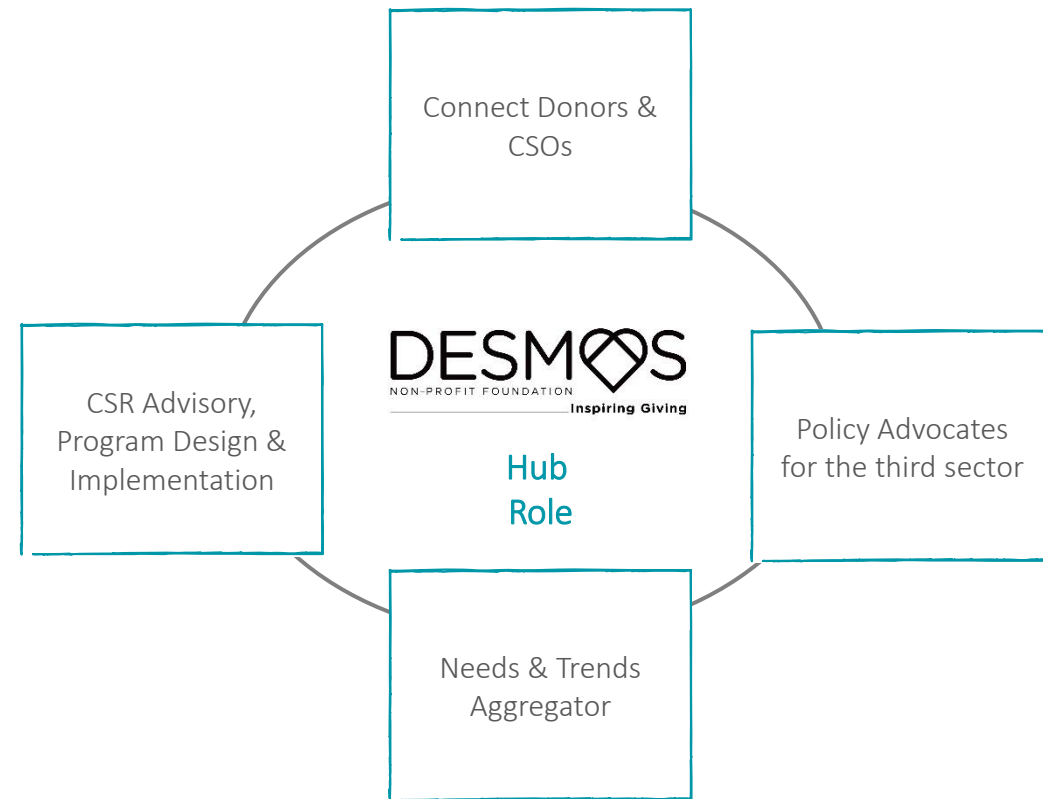 Connect Donors &
CSOs
DESMOS
NON-PROFIT FOUNDATION
Inspiring Giving
Hub
Role
CSR Advisory,
Program Design &
Implementation
Policy Advocates
for the third sector
Needs & Trends
Aggregator